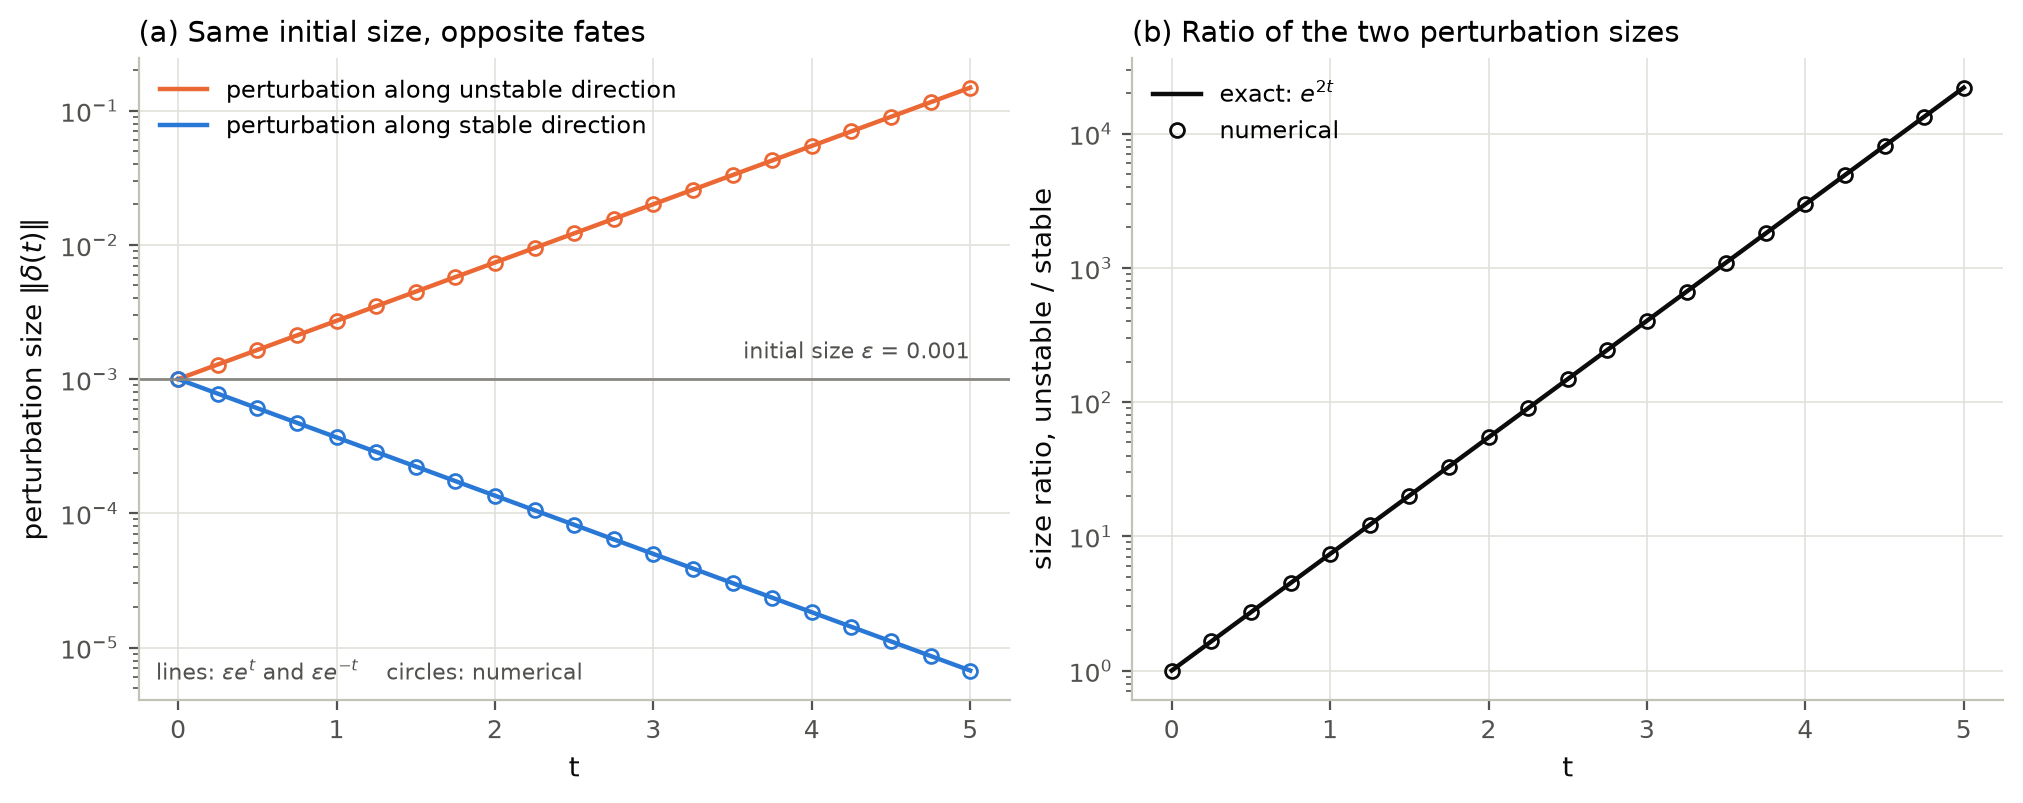 (a) Same initial size, opposite fates
perturbation along unstable direction
perturbation along stable direction
perturbation size ‖δ(t)‖
10⁻¹
10⁻²
10⁻³
10⁻⁴
10⁻⁵
initial size ε = 0.001
lines: εeᵗ and εe⁻ᵗ circles: numerical
0 1 2 3 4 5
t
(b) Ratio of the two perturbation sizes
exact: e²ᵗ
numerical
size ratio, unstable / stable
10⁴
10³
10²
10¹
10⁰
0 1 2 3 4 5
t